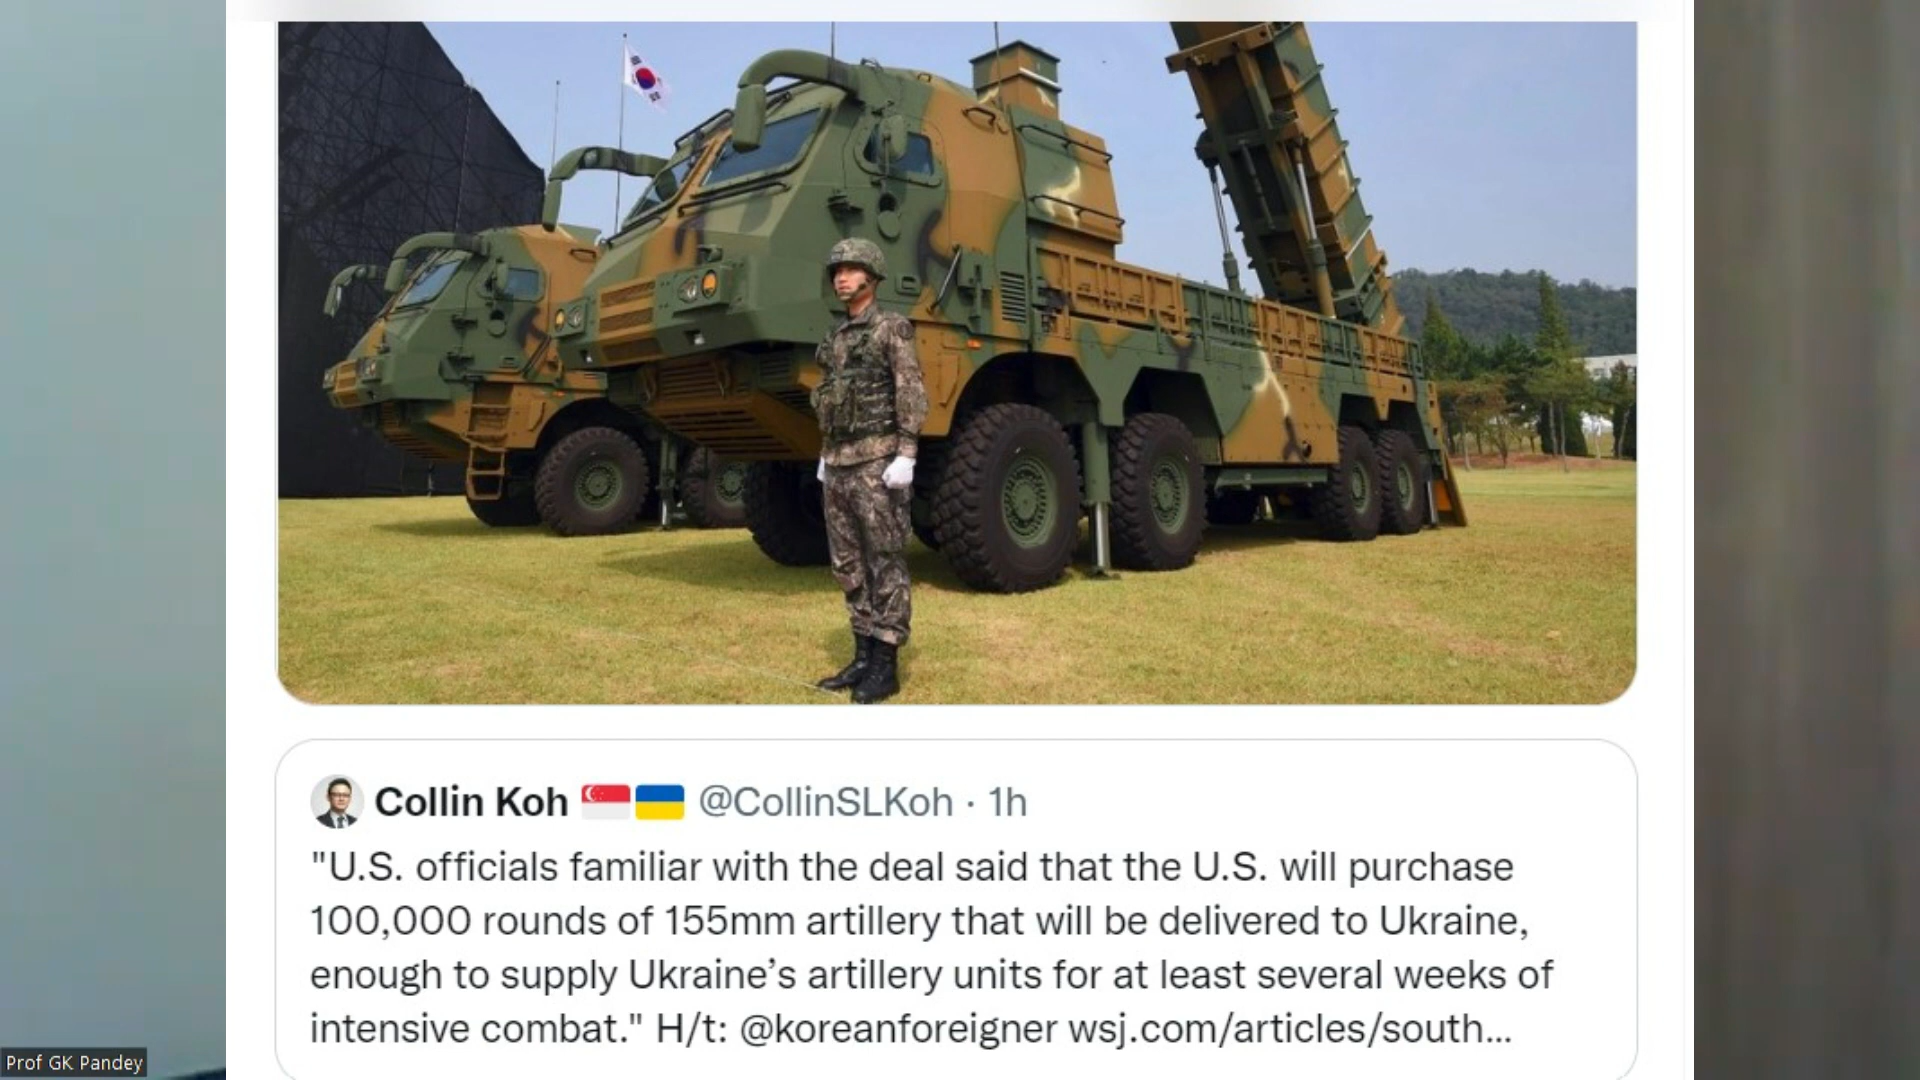 Collin Koh @CollinSLKoh · 1h
"U.S. officials familiar with the deal said that the U.S. will purchase
100,000 rounds of 155mm artillery that will be delivered to Ukraine,
enough to supply Ukraine’s artillery units for at least several weeks of
intensive combat." H/t: @koreanforeigner wsj.com/articles/south...
Prof GK Pandey